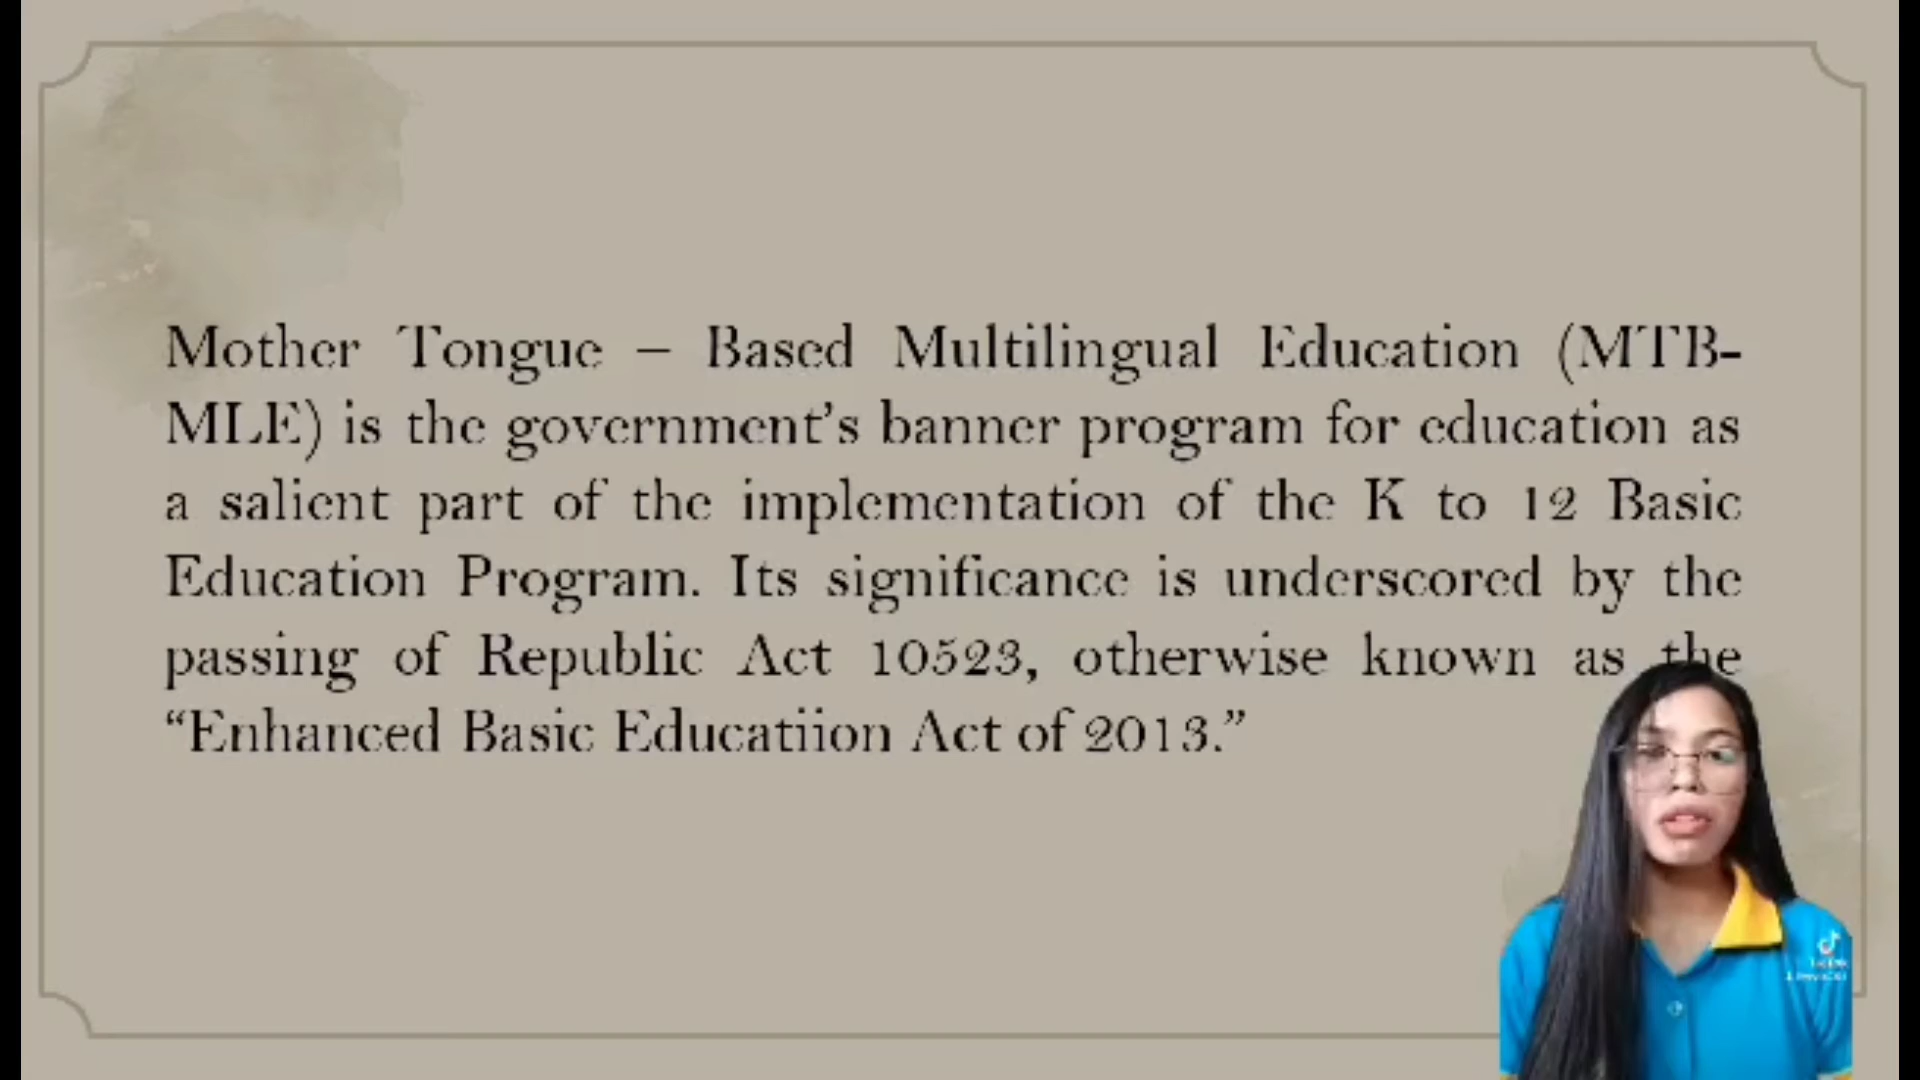 Mother Tongue – Based Multilingual Education (MTB-
MLE) is the government’s banner program for education as
a salient part of the implementation of the K to 12 Basic
Education Program. Its significance is underscored by the
passing of Republic Act 10523, otherwise known as the
“Enhanced Basic Educatiion Act of 2013.”